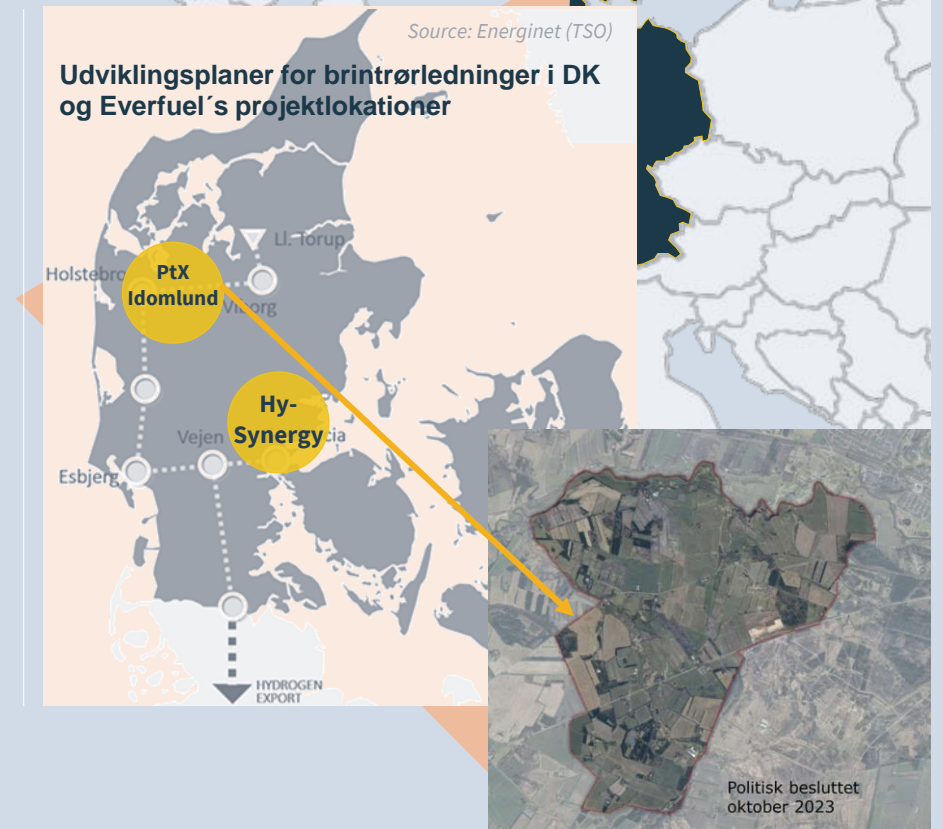 Source: Energinet (TSO)
Udviklingsplaner for brintrørledninger i DK
og Everfuel´s projektlokationer
Ll. Torup
Holstebro
PtX
Idomlund
Viborg
Hy-
Synergy
Vejen
cia
Esbjerg
HYDROGEN
EXPORT
Politisk besluttet
oktober 2023